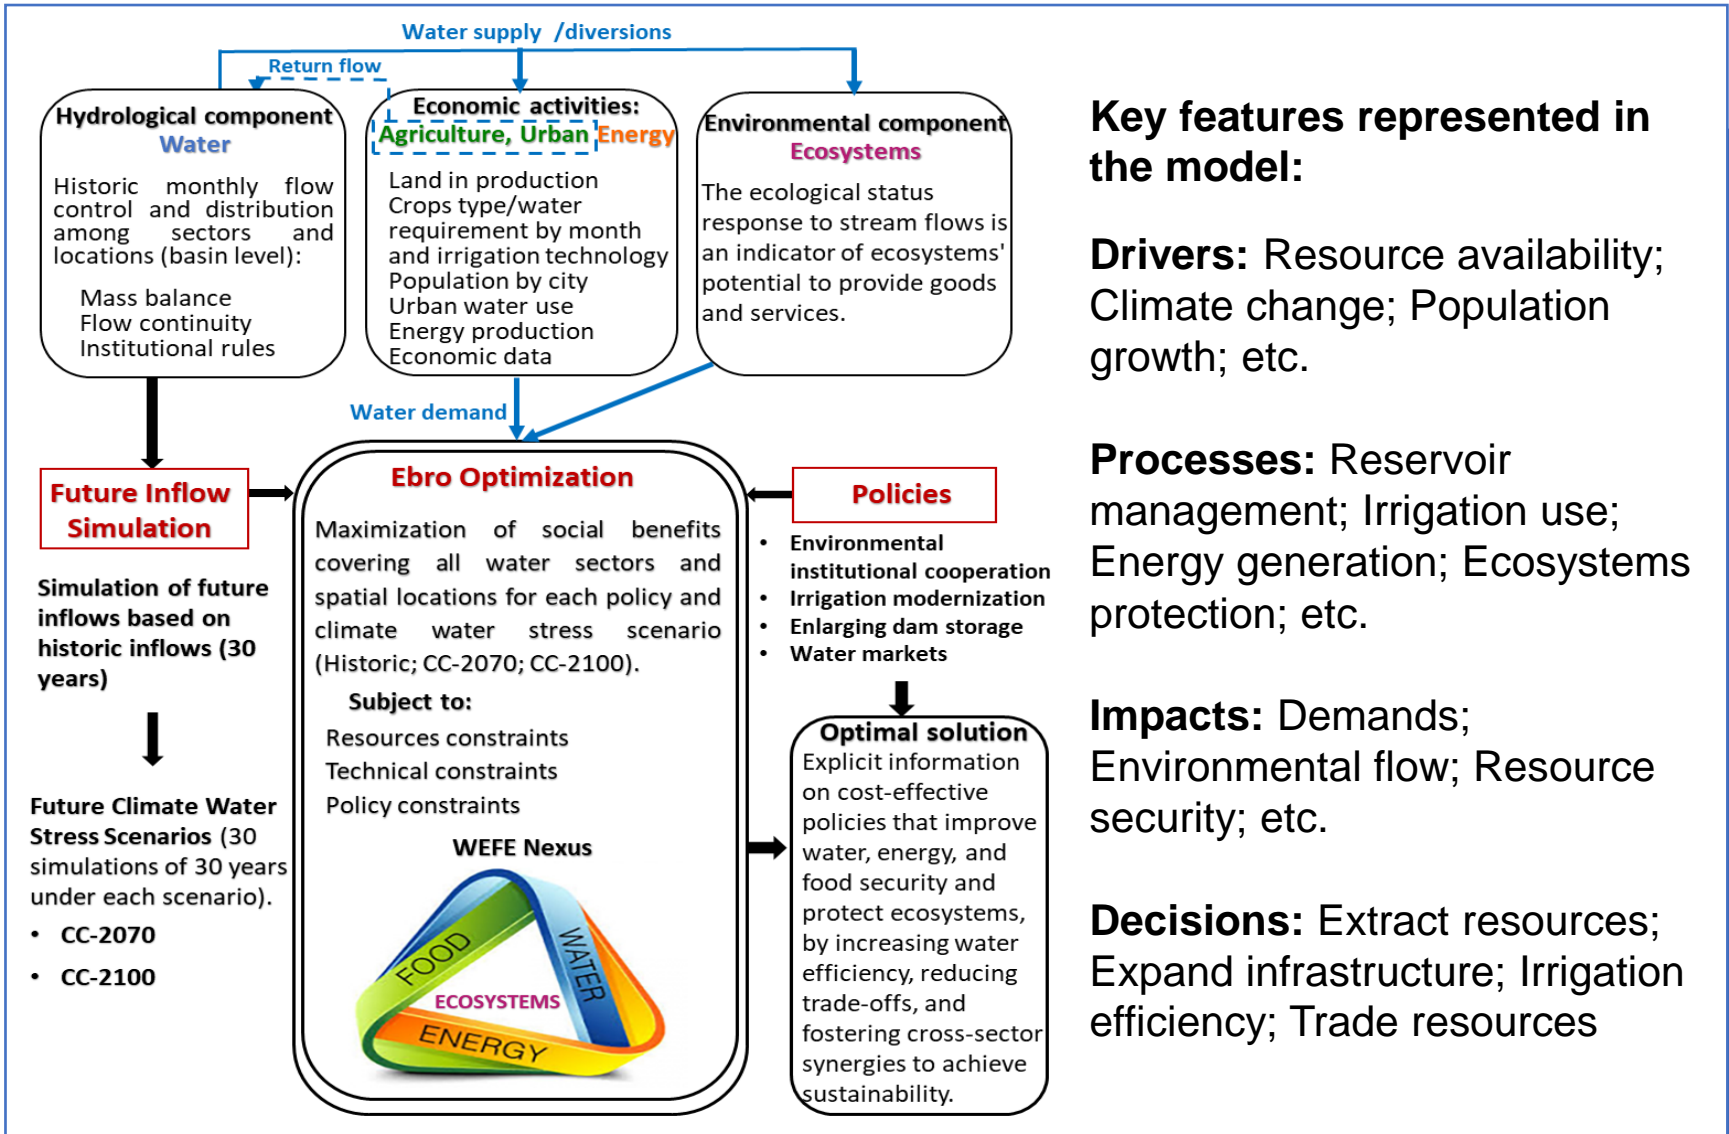 Water supply /diversions
Return flow
Hydrological component
Water
Historic monthly flow
control and distribution
among sectors and
locations (basin level):
Mass balance
Flow continuity
Institutional rules
Economic activities:
Agriculture, Urban Energy
Land in production
Crops type/water
requirement by month
and irrigation technology
Population by city
Urban water use
Energy production
Economic data
Environmental component
Ecosystems
The ecological status
response to stream flows is
an indicator of ecosystems'
potential to provide goods
and services.
Water demand
Future Inflow
Simulation
Simulation of future
inflows based on
historic inflows (30
years)
Future Climate Water
Stress Scenarios (30
simulations of 30 years
under each scenario).
• CC-2070
• CC-2100
Ebro Optimization
Maximization of social benefits
covering all water sectors and
spatial locations for each policy and
climate water stress scenario
(Historic; CC-2070; CC-2100).
Subject to:
Resources constraints
Technical constraints
Policy constraints
WEFE Nexus
FOOD
WATER
ECOSYSTEMS
ENERGY
Policies
• Environmental
institutional cooperation
• Irrigation modernization
• Enlarging dam storage
• Water markets
Optimal solution
Explicit information
on cost-effective
policies that improve
water, energy, and
food security and
protect ecosystems,
by increasing water
efficiency, reducing
trade-offs, and
fostering cross-sector
synergies to achieve
sustainability.
Key features represented in
the model:
Drivers: Resource availability;
Climate change; Population
growth; etc.
Processes: Reservoir
management; Irrigation use;
Energy generation; Ecosystems
protection; etc.
Impacts: Demands;
Environmental flow; Resource
security; etc.
Decisions: Extract resources;
Expand infrastructure; Irrigation
efficiency; Trade resources